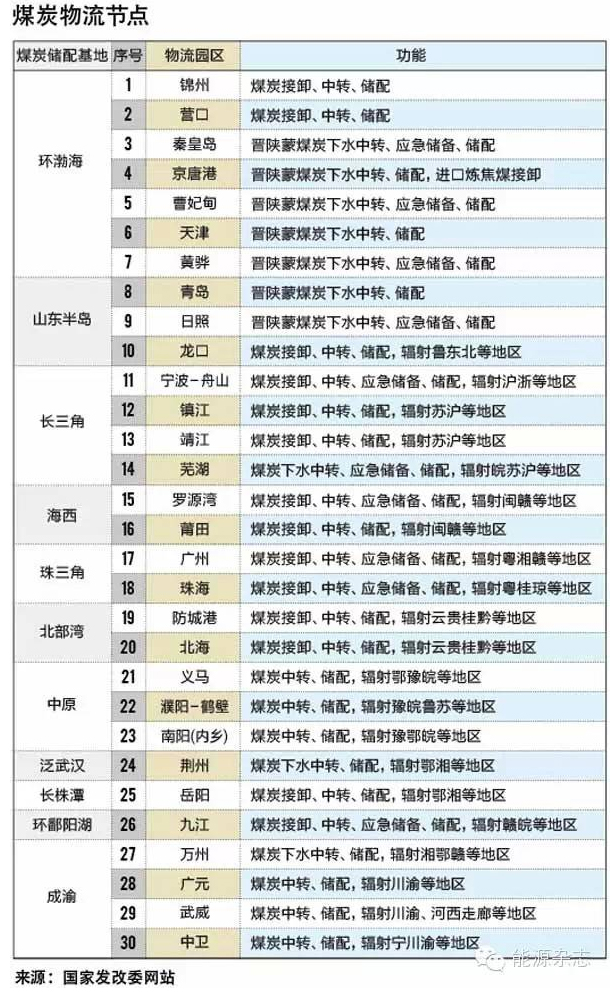 煤炭物流节点
煤炭储配基地 序号 物流园区 功能
环渤海
1 锦州 煤炭接卸、中转、储配
2 营口 煤炭接卸、中转、储配
3 秦皇岛 晋陕蒙煤炭下水中转、应急储备、储配
4 京唐港 晋陕蒙煤炭下水中转、储配,进口炼焦煤接卸
5 曹妃甸 晋陕蒙煤炭下水中转、应急储备、储配
6 天津 晋陕蒙煤炭下水中转、储配
7 黄骅 晋陕蒙煤炭下水中转、应急储备、储配
山东半岛
8 青岛 晋陕蒙煤炭下水中转、储配
9 日照 晋陕蒙煤炭下水中转、应急储备、储配
10 龙口 煤炭接卸、中转、储配,辐射鲁东北等地区
长三角
11 宁波-舟山 煤炭接卸、中转、应急储备、储配,辐射沪浙等地区
12 镇江 煤炭接卸、中转、储配,辐射苏沪等地区
13 靖江 煤炭接卸、中转、储配,辐射苏沪等地区
14 芜湖 煤炭下水中转、应急储备、储配,辐射皖苏沪等地区
海西
15 罗源湾 煤炭接卸、中转、应急储备、储配,辐射闽赣等地区
16 莆田 煤炭接卸、中转、储配,辐射闽赣等地区
珠三角
17 广州 煤炭接卸、中转、应急储备、储配,辐射粤湘赣等地区
18 珠海 煤炭接卸、中转、应急储备、储配,辐射粤桂琼等地区
北部湾
19 防城港 煤炭接卸、中转、储配,辐射云贵桂黔等地区
20 北海 煤炭接卸、中转、储配,辐射云贵桂黔等地区
中原
21 义马 煤炭中转、储配,辐射鄂豫皖等地区
22 濮阳-鹤壁 煤炭中转、储配,辐射豫皖鲁苏等地区
23 南阳(内乡) 煤炭中转、储配,辐射豫鄂皖等地区
泛武汉 24 荆州 煤炭下水中转、储配,辐射鄂湘等地区
长株潭 25 岳阳 煤炭接卸、中转、储配,辐射鄂湘等地区
环鄱阳湖 26 九江 煤炭接卸、中转、应急储备、储配,辐射赣皖等地区
成渝
27 万州 煤炭下水中转、储配,辐射湘鄂赣等地区
28 广元 煤炭中转、储配,辐射川渝等地区
29 武威 煤炭中转、储配,辐射川渝、河西走廊等地区
30 中卫 煤炭中转、储配,辐射宁川渝等地区
能源杂志
来源:国家发改委网站